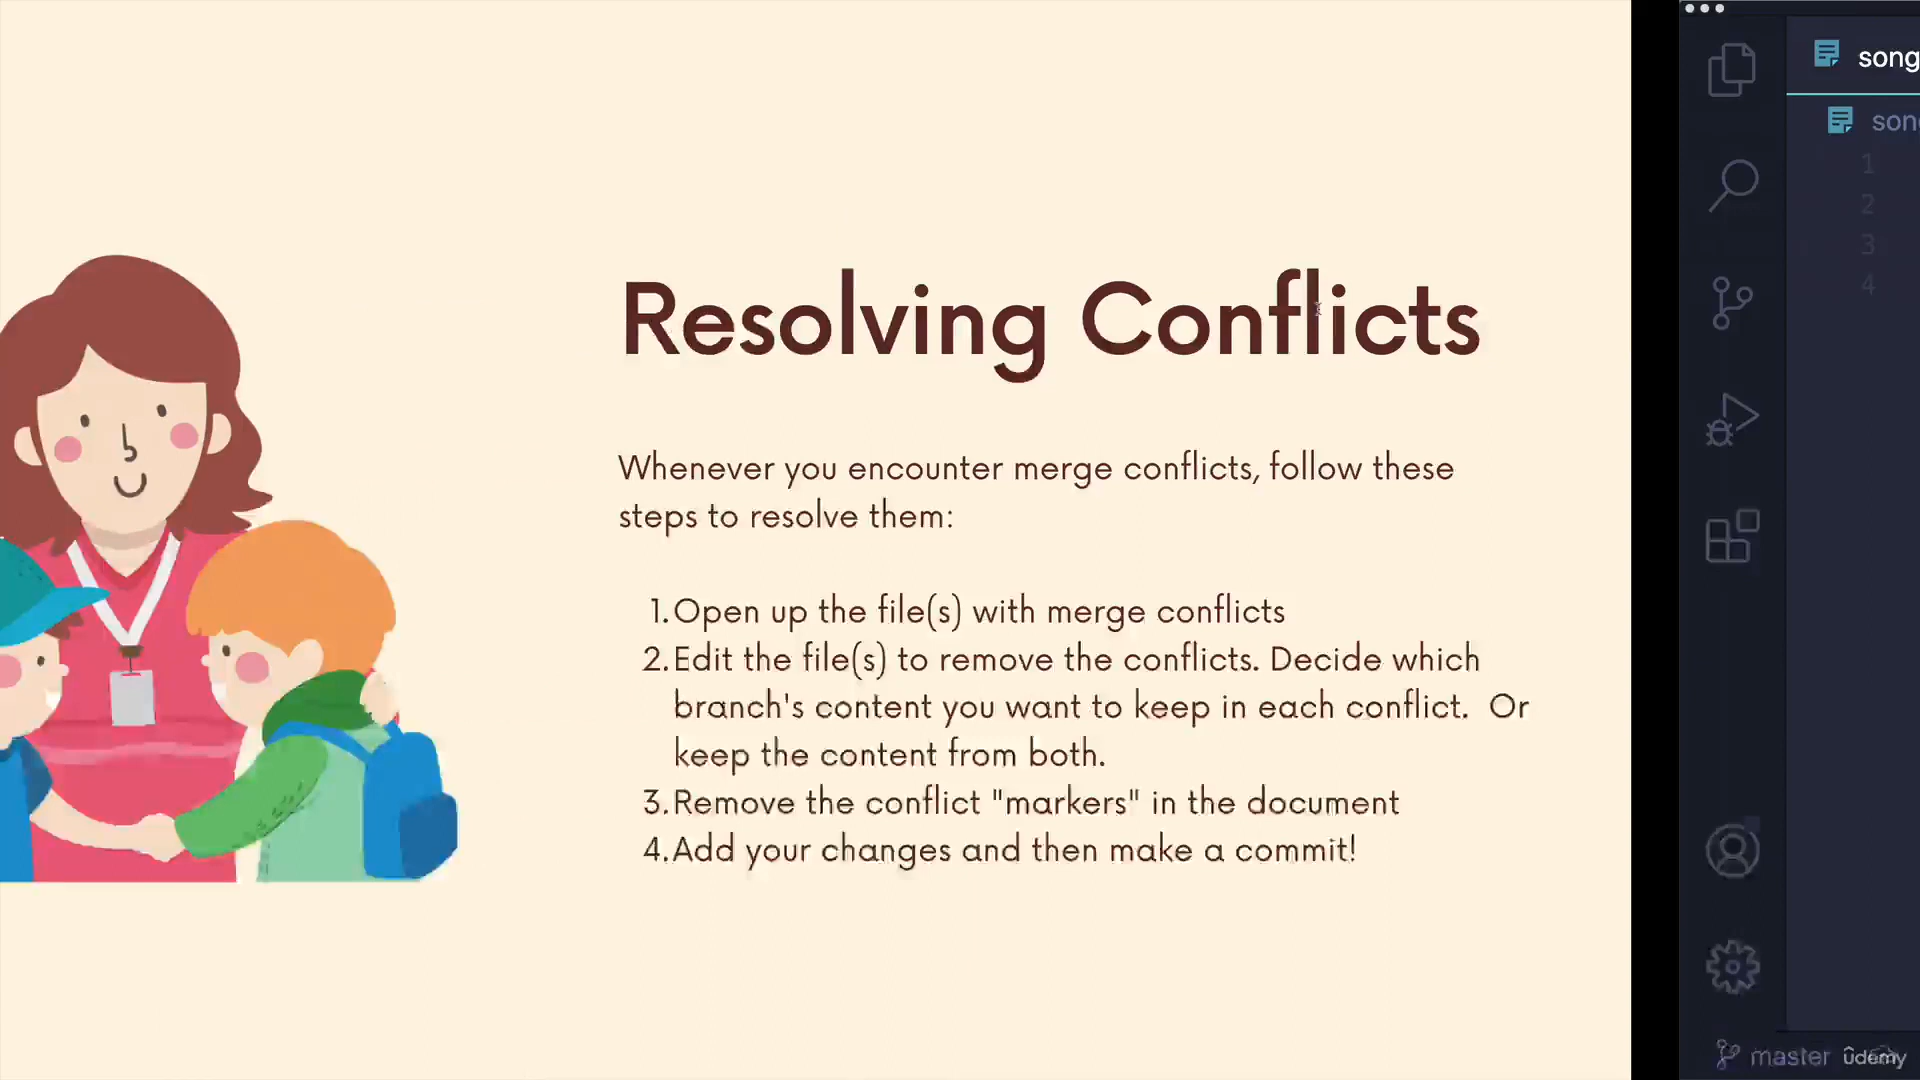 Resolving Conflicts
Whenever you encounter merge conflicts, follow these
steps to resolve them:
1. Open up the file(s) with merge conflicts
2. Edit the file(s) to remove the conflicts. Decide which
branch's content you want to keep in each conflict.  Or
keep the content from both.
3. Remove the conflict "markers" in the document
4. Add your changes and then make a commit!
song
son
1
2
3
4
master
ûdemy